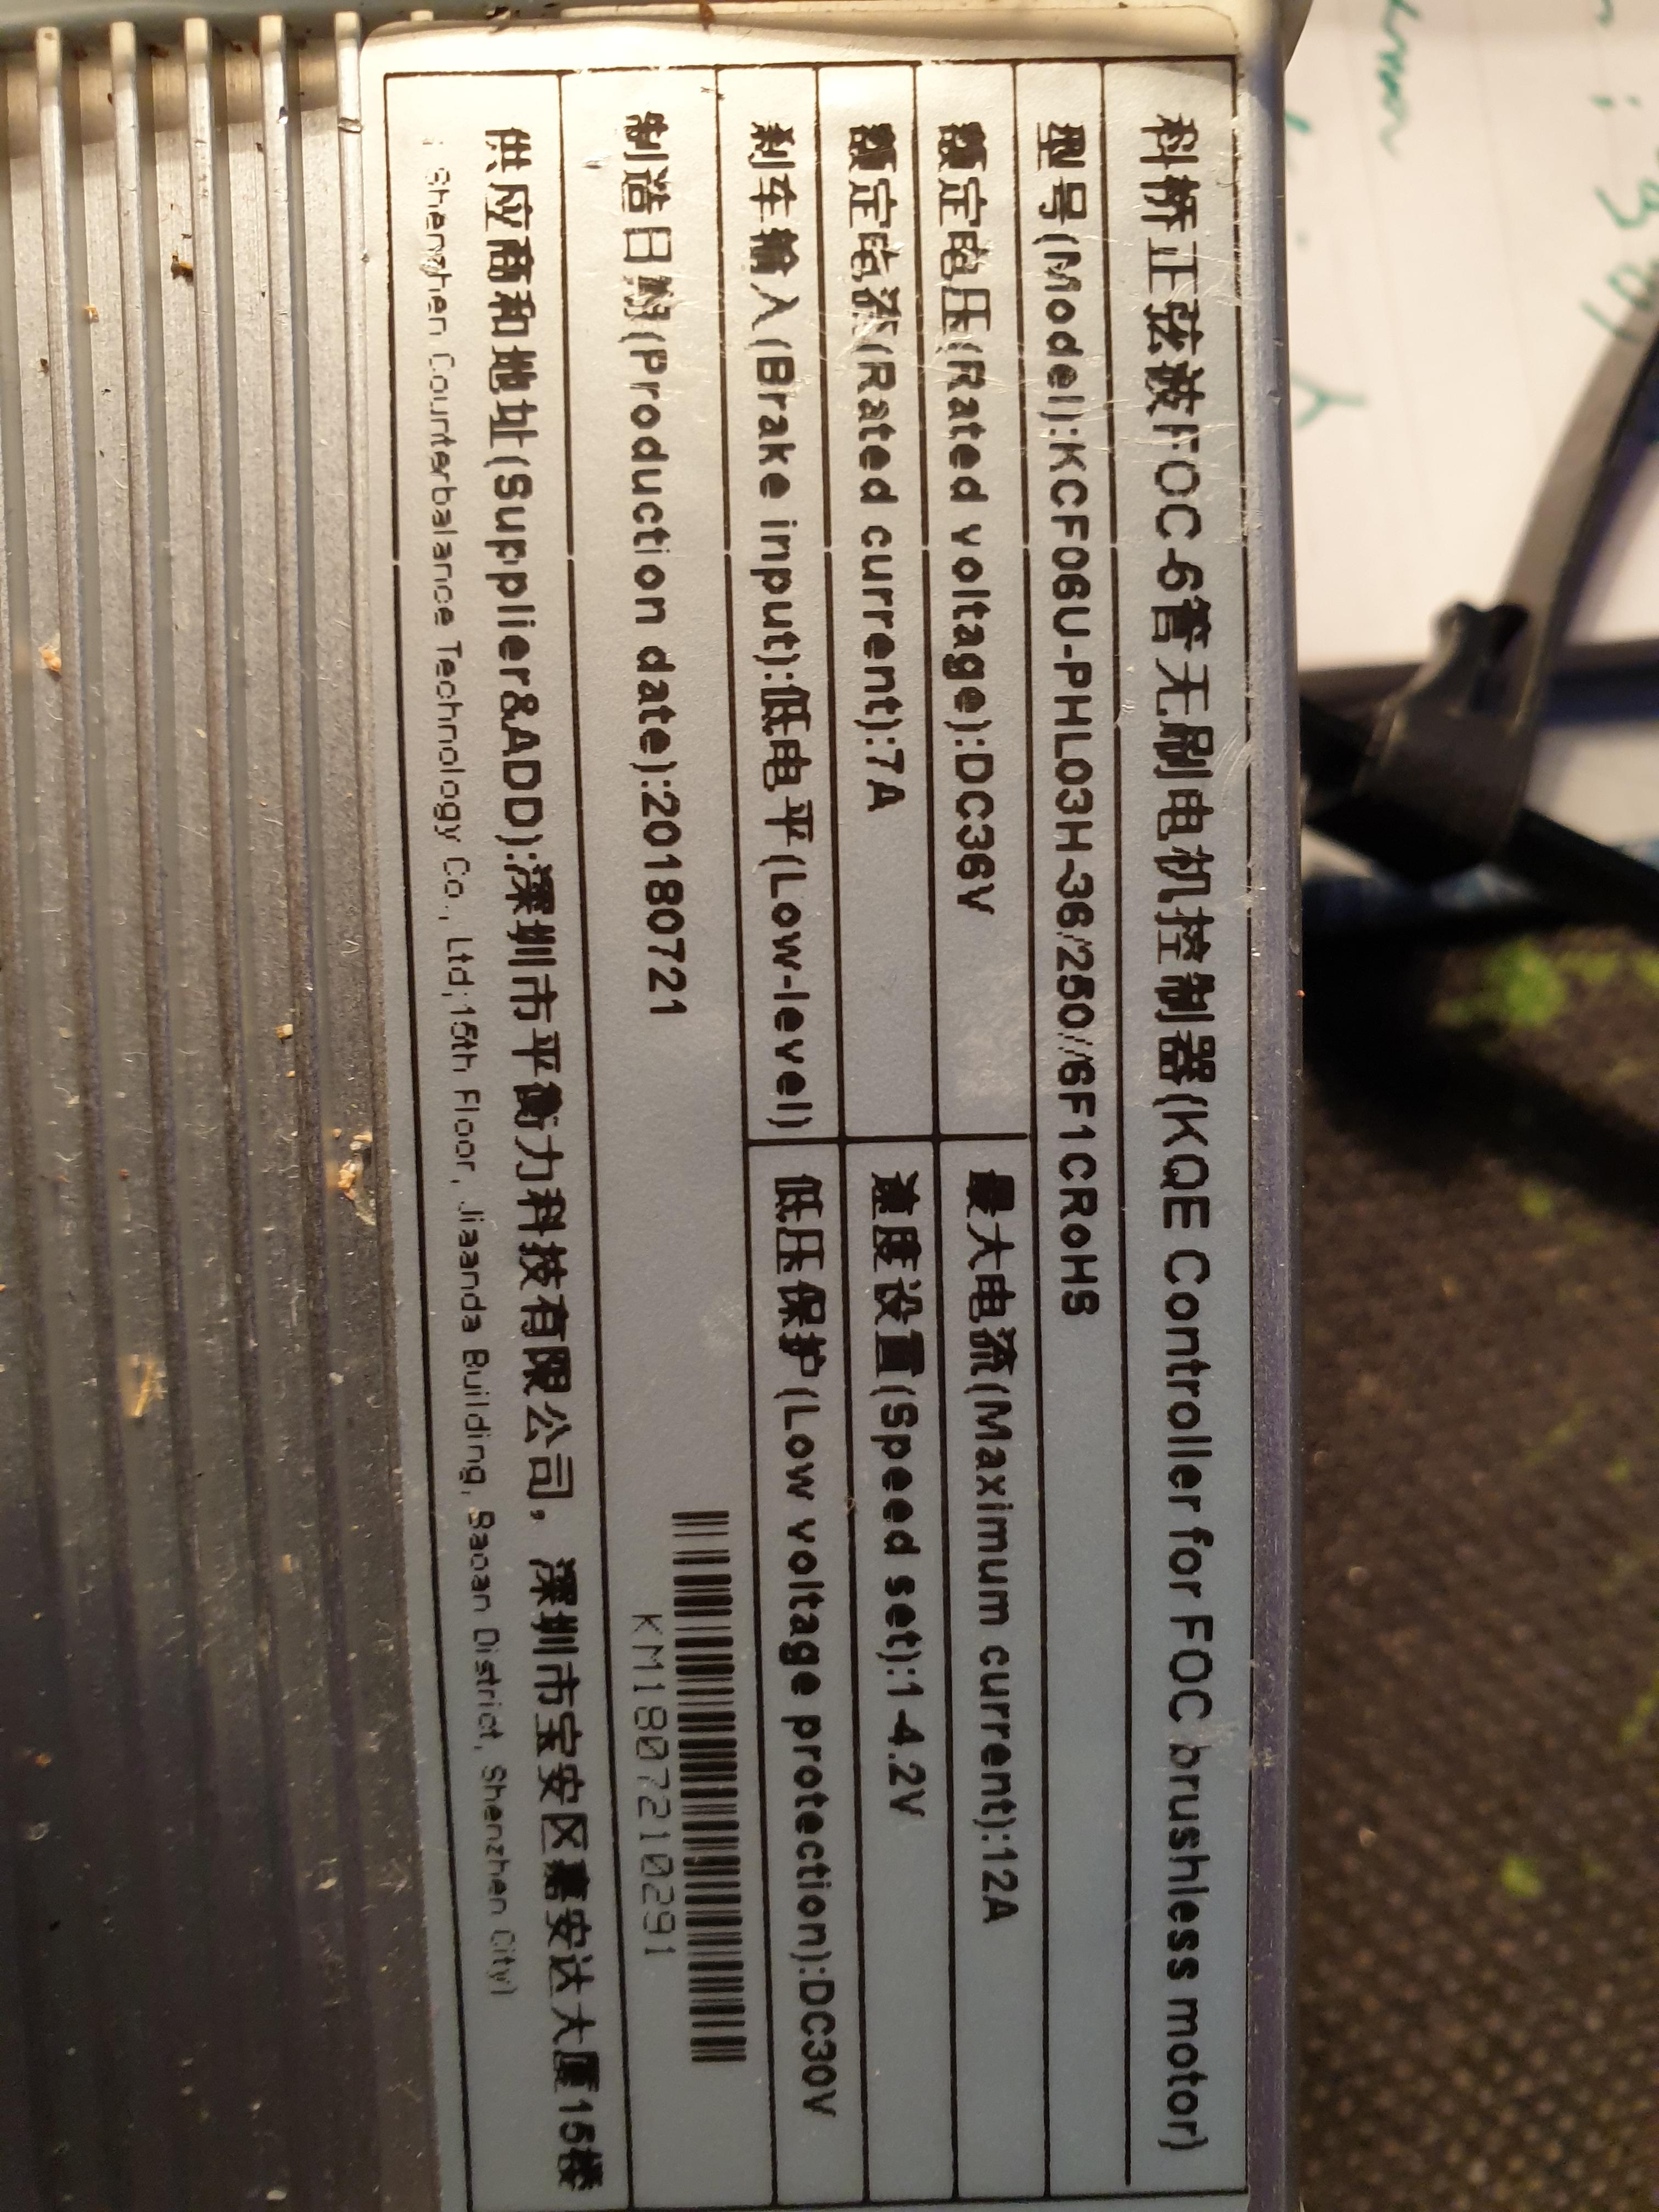 科桥正弦波FOC-6管无刷电机控制器(KQE Controller for FOC brushless motor)
型号(Model):KCF06U-PHL03H-36/250//6F1CRoHS
额定电压(Rated voltage):DC36V
最大电流(Maximum current):12A
额定电流(Rated current):7A
速度设置(Speed set):1-4.2V
刹车输入(Brake input):低电平(Low-level)
低压保护(Low voltage protection):DC30V
制造日期(Production date):20180721
KM1807210291
供应商和地址(Supplier&ADD):深圳市平衡力科技有限公司, 深圳市宝安区嘉安达大厦15楼
Shenzhen Counterbalance Technology Co., Ltd;15th Floor, Jiaanda Building, Baoan District, Shenzhen City)